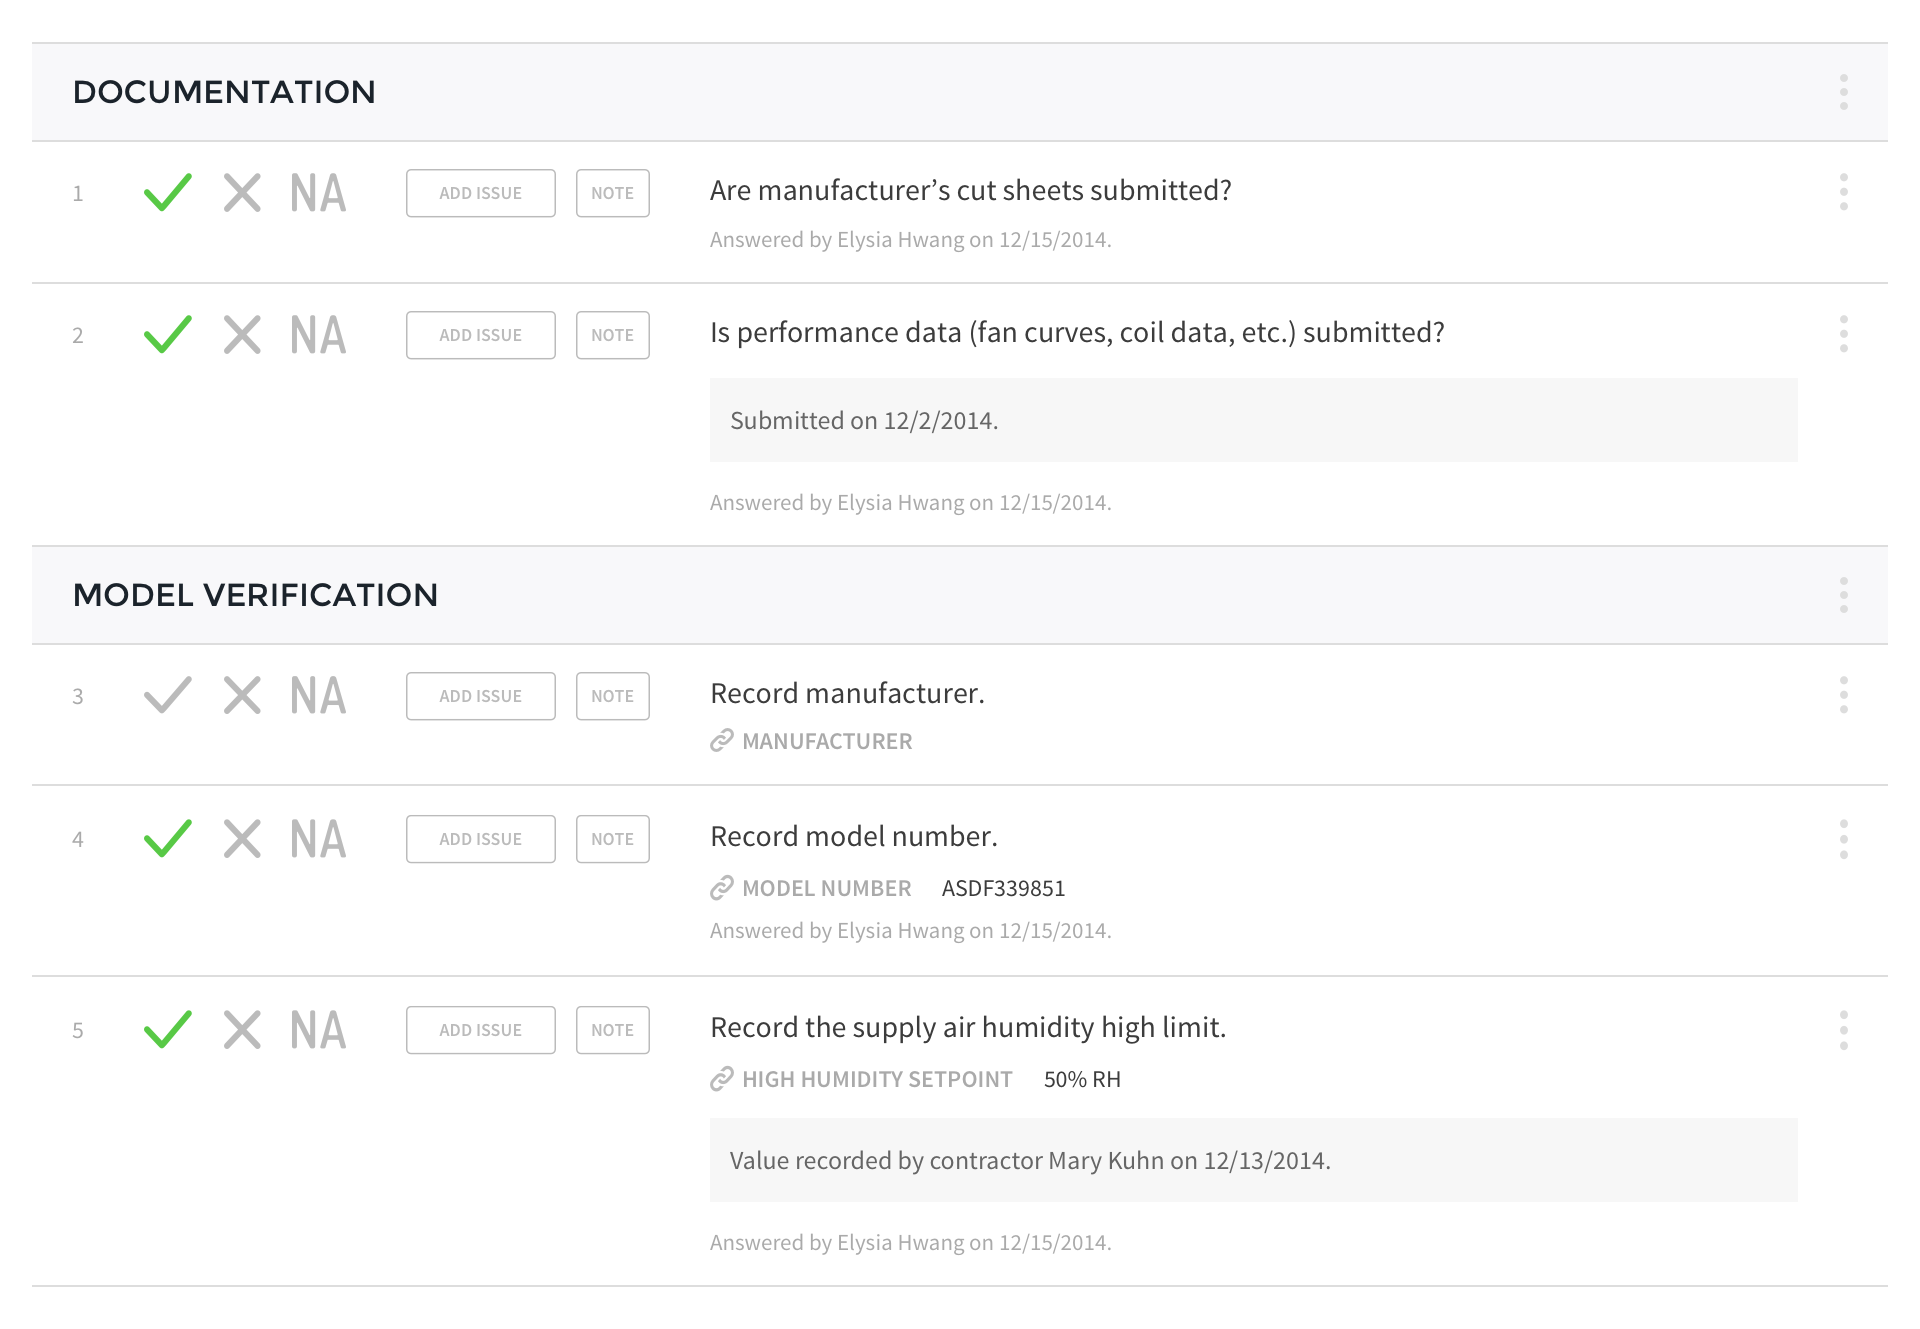 DOCUMENTATION
1 NA ADD ISSUE NOTE Are manufacturer’s cut sheets submitted?
Answered by Elysia Hwang on 12/15/2014.
2 NA ADD ISSUE NOTE Is performance data (fan curves, coil data, etc.) submitted?
Submitted on 12/2/2014.
Answered by Elysia Hwang on 12/15/2014.
MODEL VERIFICATION
3 NA ADD ISSUE NOTE Record manufacturer.
MANUFACTURER
4 NA ADD ISSUE NOTE Record model number.
MODEL NUMBER ASDF339851
Answered by Elysia Hwang on 12/15/2014.
5 NA ADD ISSUE NOTE Record the supply air humidity high limit.
HIGH HUMIDITY SETPOINT 50% RH
Value recorded by contractor Mary Kuhn on 12/13/2014.
Answered by Elysia Hwang on 12/15/2014.